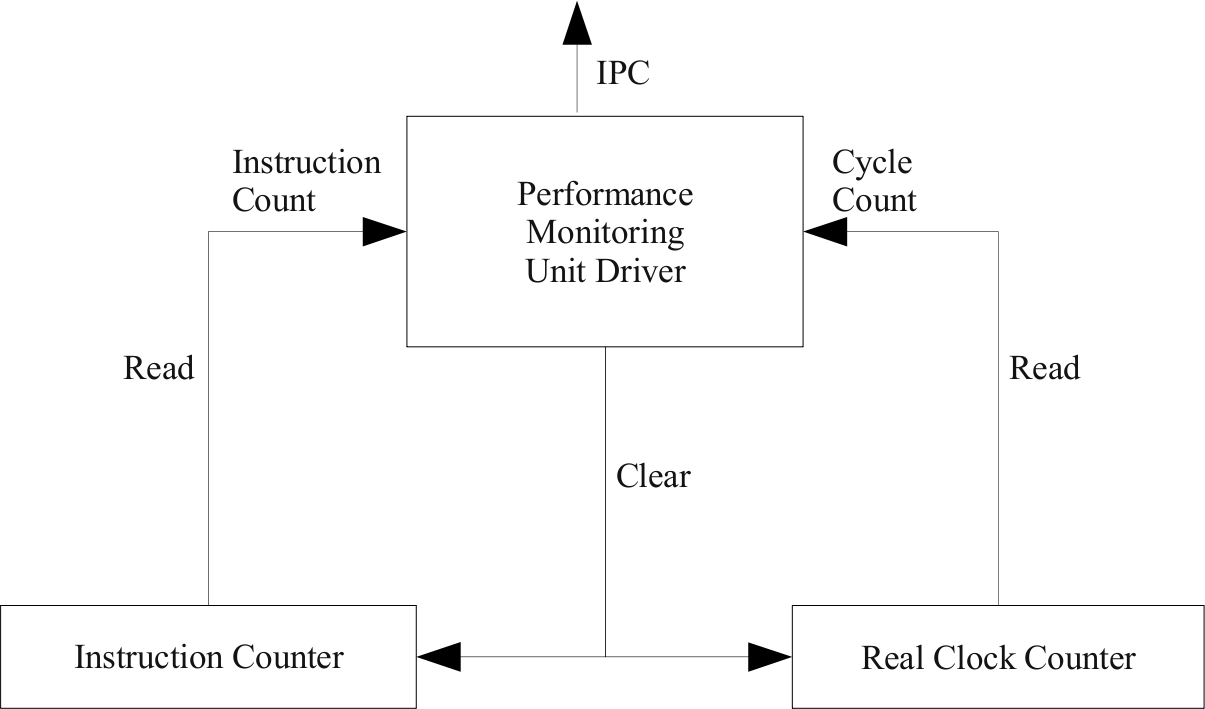 IPC
Instruction
Count
Performance
Monitoring
Unit Driver
Cycle
Count
Read
Read
Clear
Instruction Counter
Real Clock Counter